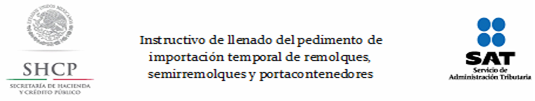 Instructivo de llenado del pedimento de
importación temporal de remolques,
semirremolques y portacontenedores
SHCP
SECRETARÍA DE HACIENDA
Y CRÉDITO PÚBLICO
SAT
Servicio de
Administración Tributaria